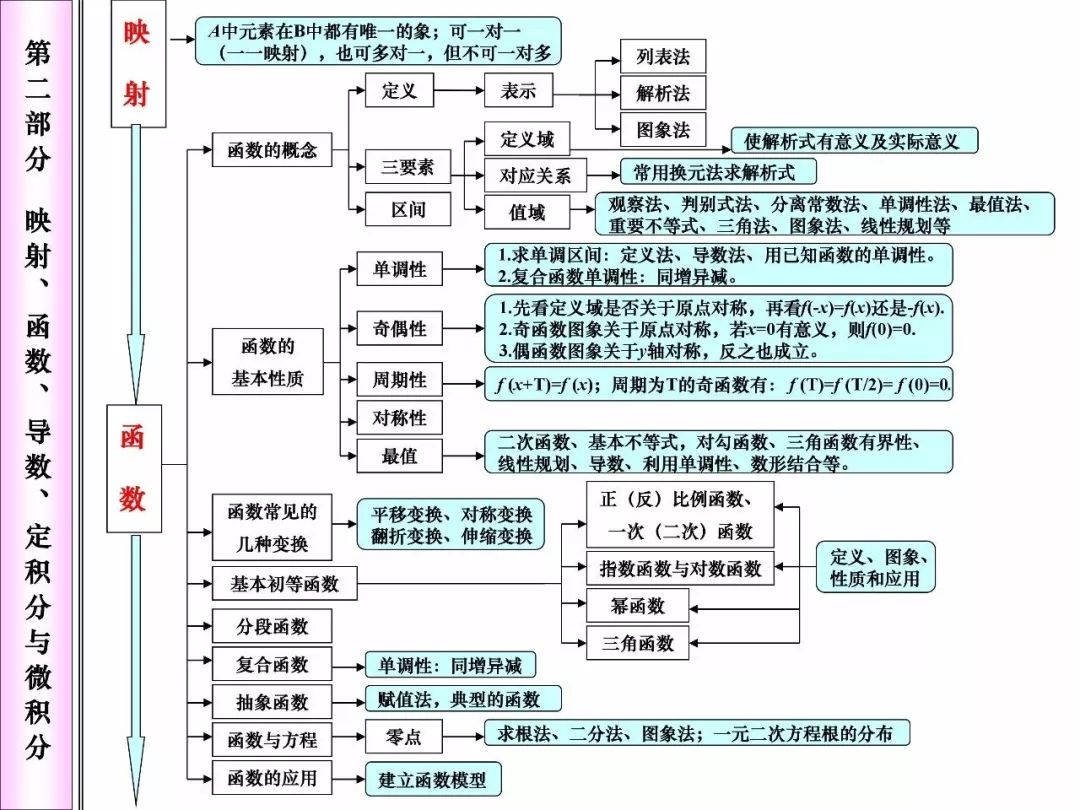 第二部分 映射、函数、导数、定积分与微积分
映射
A中元素在B中都有唯一的象；可一对一
（一一映射），也可多对一，但不可一对多
函数
函数的概念
定义
表示
列表法
解析法
图象法
三要素
定义域
使解析式有意义及实际意义
对应关系
常用换元法求解析式
区间
值域
观察法、判别式法、分离常数法、单调性法、最值法、
重要不等式、三角法、图象法、线性规划等
函数的
基本性质
单调性
1.求单调区间：定义法、导数法、用已知函数的单调性。
2.复合函数单调性：同增异减。
奇偶性
1.先看定义域是否关于原点对称，再看f(-x)=f(x)还是-f(x).
2.奇函数图象关于原点对称，若x=0有意义，则f(0)=0.
3.偶函数图象关于y轴对称，反之也成立。
周期性
f (x+T)=f (x)；周期为T的奇函数有：f (T)=f (T/2)= f (0)=0.
对称性
最值
二次函数、基本不等式，对勾函数、三角函数有界性、
线性规划、导数、利用单调性、数形结合等。
函数常见的
几种变换
平移变换、对称变换
翻折变换、伸缩变换
基本初等函数
正（反）比例函数、
一次（二次）函数
指数函数与对数函数
幂函数
三角函数
定义、图象、
性质和应用
分段函数
复合函数
单调性：同增异减
抽象函数
赋值法，典型的函数
函数与方程
零点
求根法、二分法、图象法；一元二次方程根的分布
函数的应用
建立函数模型